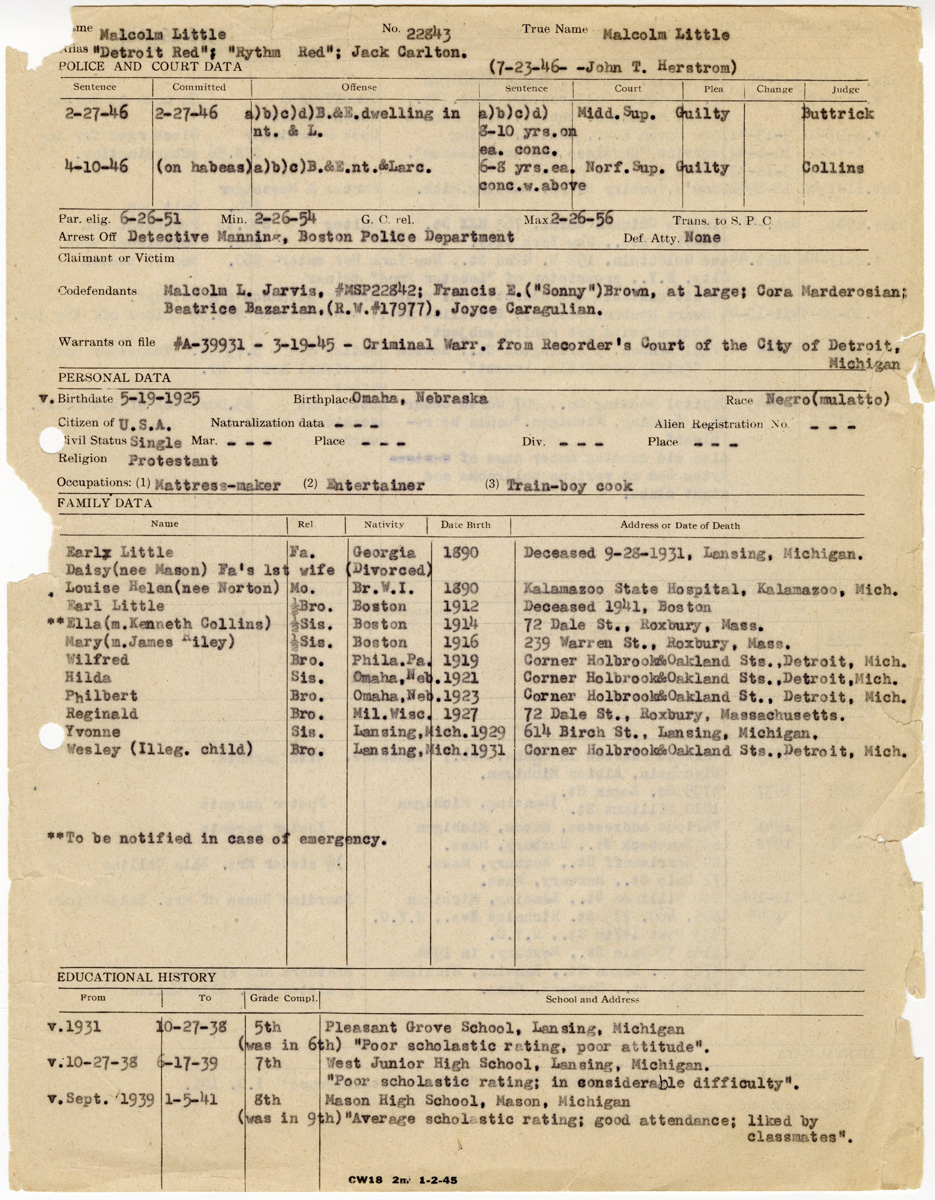 me Malcolm Little No. 22843 True Name Malcolm Little
lias "Detroit Red"; "Rythm Red"; Jack Carlton.
POLICE AND COURT DATA (7-23-46- -John T. Herstrom)
Sentence Committed Offense Sentence Court Plea Change Judge
2-27-46 2-27-46 a)b)c)d)B.&E.dwelling in a)b)c)d) Midd.Sup. Guilty Buttrick
nt. & L. 8-10 yrs.on
ea. conc.
4-10-46 (on habeas)a)b)c)B.&E.nt.&Larc. 6-8 yrs.ea. Norf.Sup. Guilty Collins
conc.w.above
Par. elig. 6-26-51 Min. 2-26-54 G. C. rel. Max 2-26-56 Trans. to S. P. C.
Arrest Off Detective Manning, Boston Police Department Def. Atty. None
Claimant or Victim
Codefendants Malcolm L. Jarvis, #MSP22842; Francis E.("Sonny")Brown, at large; Cora Marderosian;
Beatrice Bazarian,(R.W.#17977), Joyce Caragulian.
Warrants on file #A-39931 - 3-19-45 - Criminal Warr. from Recorder's Court of the City of Detroit,
Michigan
PERSONAL DATA
v. Birthdate 5-19-1925 Birthplace Omaha, Nebraska Race Negro(mulatto)
Citizen of U.S.A. Naturalization data - - - Alien Registration No. - - -
ivil Status Single Mar. - - - Place - - - Div. - - - Place - - -
Religion Protestant
Occupations: (1) Mattress-maker (2) Entertainer (3) Train-boy cook
FAMILY DATA
Name Rel. Nativity Date Birth Address or Date of Death
Early Little Fa. Georgia 1890 Deceased 9-28-1931, Lansing, Michigan.
Daisy(nee Mason) Fa's 1st wife (Divorced)
Louise Helen(nee Norton) Mo. Br.W.I. 1890 Kalamazoo State Hospital, Kalamazoo, Mich.
Earl Little ½Bro. Boston 1912 Deceased 1941, Boston
**Ella(m.Kenneth Collins) ½Sis. Boston 1914 72 Dale St., Roxbury, Mass.
Mary(m.James Riley) ½Sis. Boston 1916 239 Warren St., Roxbury, Mass.
Wilfred Bro. Phila.Pa. 1919 Corner Holbrook&Oakland Sts.,Detroit, Mich.
Hilda Sis. Omaha,Neb.1921 Corner Holbrook&Oakland Sts.,Detroit,Mich.
Philbert Bro. Omaha,Neb.1923 Corner Holbrook&Oakland Sts., Detroit, Mich.
Reginald Bro. Mil.Wisc. 1927 72 Dale St., Roxbury, Massachusetts.
Yvonne Sis. Lansing,Mich.1929 614 Birch St., Lansing, Michigan.
Wesley (Illeg. child) Bro. Lansing,Mich.1931 Corner Holbrook&Oakland Sts.,Detroit, Mich.
**To be notified in case of emergency.
EDUCATIONAL HISTORY
From To Grade Compl. School and Address
v.1931 10-27-38 5th Pleasant Grove School, Lansing, Michigan
(was in 6th) "Poor scholastic rating, poor attitude".
v.10-27-38 6-17-39 7th West Junior High School, Lansing, Michigan.
"Poor scholastic rating; in considerable difficulty".
v.Sept. 1939 1-5-41 8th Mason High School, Mason, Michigan
(was in 9th)"Average scholastic rating; good attendance; liked by
classmates".
CW18 2m 1-2-45